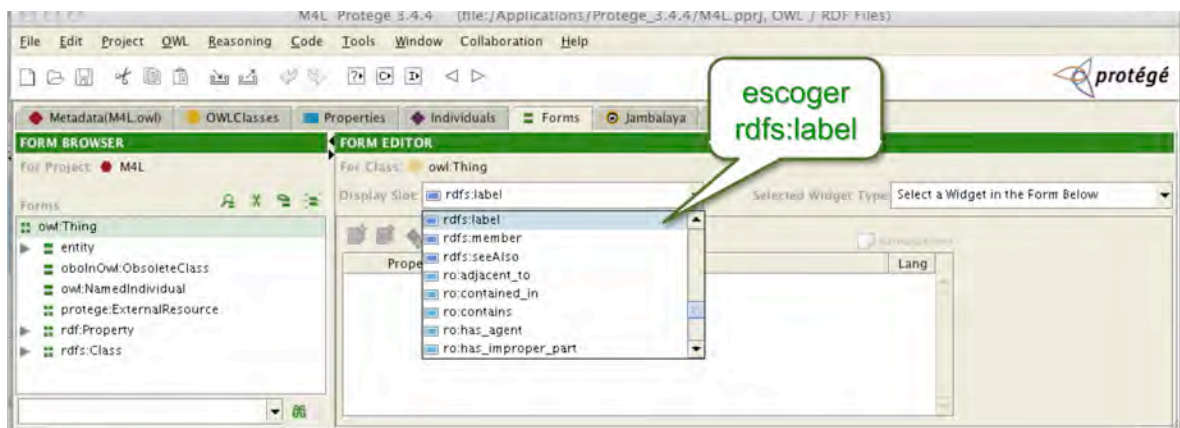 M4L Protege 3.4.4 (file:/Applications/Protege_3.4.4/M4L.pprj, OWL / RDF Files)
File Edit Project OWL Reasoning Code Tools Window Collaboration Help
protégé
escoger
rdfs:label
Metadata(M4L.owl) OWLClasses Properties Individuals Forms Jambalaya
FORM BROWSER
For Project: M4L
Forms
owl:Thing
entity
oboInOwl:ObsoleteClass
owl:NamedIndividual
protege:ExternalResource
rdf:Property
rdfs:Class
FORM EDITOR
For Class: owl:Thing
Display Slot rdfs:label
Selected Widget Type Select a Widget in the Form Below
rdfs:label
rdfs:member
rdfs:seeAlso
ro:adjacent_to
ro:contained_in
ro:contains
ro:has_agent
ro:has_improper_part
Prope
Lang